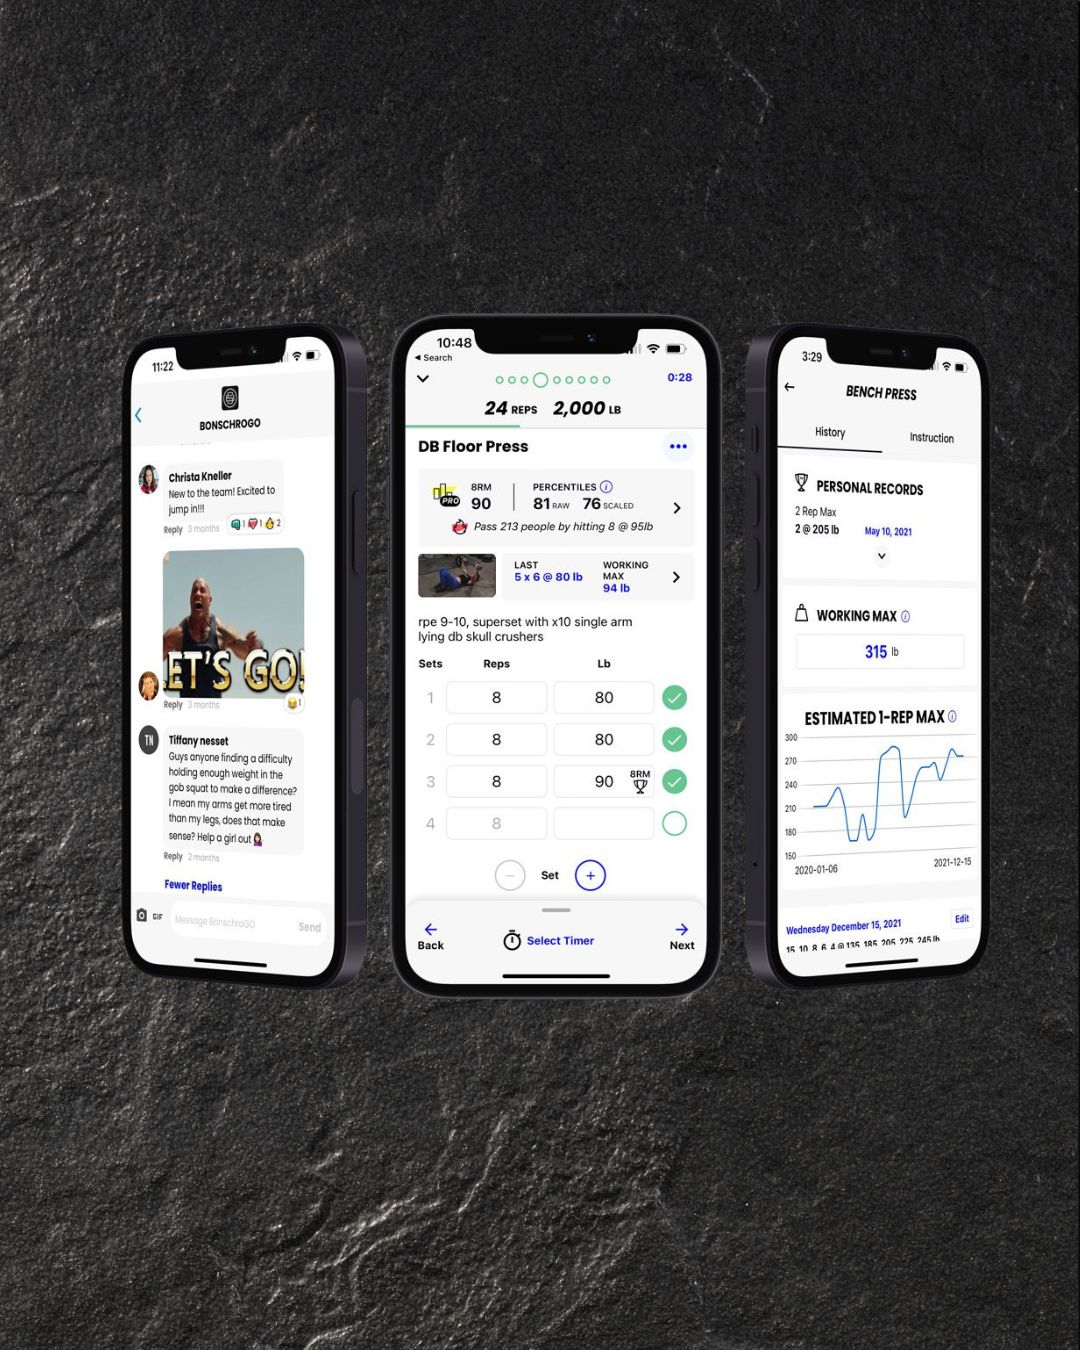 11:22
BONSCHROGO
Christa Kneller
New to the team! Excited to
jump in!!!
Reply 3 months
1 1 2
LET'S GO!
Reply 3 months
1
TN
Tiffany nesset
Guys anyone finding a difficulty
holding enough weight in the
gob squat to make a difference?
I mean my arms get more tired
than my legs, does that make
sense? Help a girl out
Reply 2 months
Fewer Replies
GIF Message BonschroGO Send
10:48
Search
0:28
24 REPS 2,000 LB
DB Floor Press
PRO
8RM PERCENTILES
90 81 RAW 76 SCALED
Pass 213 people by hitting 8 @ 95lb
LAST WORKING
MAX
5 x 6 @ 80 lb 94 lb
rpe 9-10, superset with x10 single arm
lying db skull crushers
Sets Reps Lb
1 8 80
2 8 80
3 8 90 8RM
4 8
Set
Back Select Timer Next
3:29
BENCH PRESS
History Instruction
PERSONAL RECORDS
2 Rep Max
2 @ 205 lb May 10, 2021
WORKING MAX
315 lb
ESTIMATED 1-REP MAX
300
270
240
210
180
150
2020-01-06 2021-12-15
Wednesday December 15, 2021 Edit
15, 10, 8, 6, 4 @ 135, 185, 205, 225, 245 lb